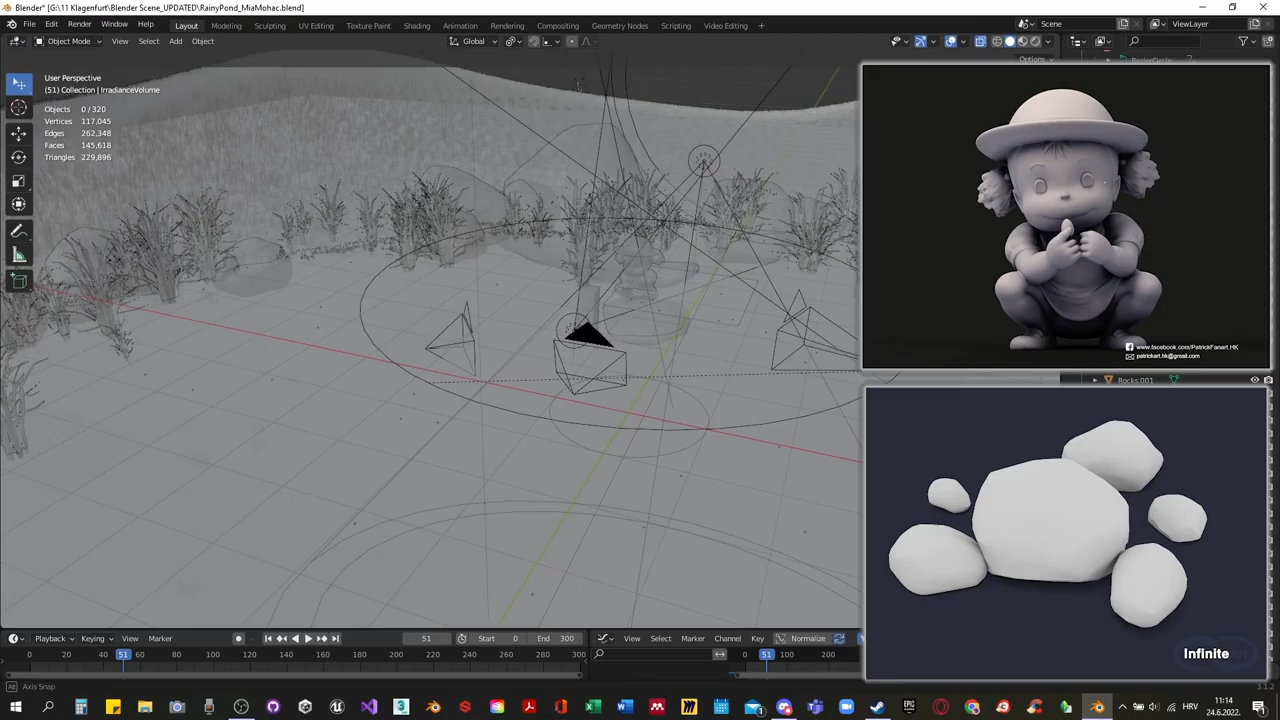 Blender* [G:\11 Klagenfurt\Blender Scene_UPDATED\RainyPond_MiaMohac.blend]
File Edit Render Window Help Layout Modeling Sculpting UV Editing Texture Paint Shading Animation Rendering Compositing Geometry Nodes Scripting Video Editing + Scene ViewLayer
Object Mode View Select Add Object Global
Options
User Perspective
(51) Collection | IrradianceVolume
Objects 0 / 320
Vertices 117,045
Edges 262,348
Faces 145,618
Triangles 229,896
www.facebook.com/PatrickFanart.HK
patrickart.hk@gmail.com
Rocks.001
Infinite
Playback Keying View Marker 51 Start 0 End 300 View Select Marker Channel Key Normalize
0 20 40 51 60 80 100 120 140 160 180 200 220 240 260 280 300 0 51 100 200
Axis Snap
HRV 11:14
24.6.2022.